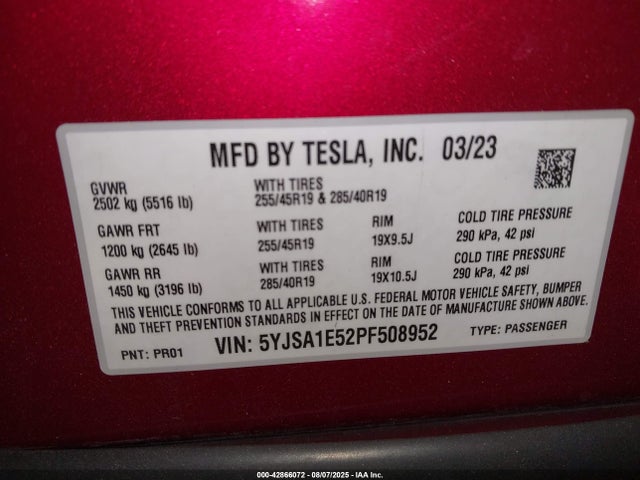 MFD BY TESLA, INC. 03/23
GVWR
2502 kg (5516 lb)
WITH TIRES
255/45R19 & 285/40R19
GAWR FRT
1200 kg (2645 lb)
WITH TIRES
255/45R19
RIM
19X9.5J
COLD TIRE PRESSURE
290 kPa, 42 psi
GAWR RR
1450 kg (3196 lb)
WITH TIRES
285/40R19
RIM
19X10.5J
COLD TIRE PRESSURE
290 kPa, 42 psi
THIS VEHICLE CONFORMS TO ALL APPLICABLE U.S. FEDERAL MOTOR VEHICLE SAFETY, BUMPER
AND THEFT PREVENTION STANDARDS IN EFFECT ON THE DATE OF MANUFACTURE SHOWN ABOVE.
PNT: PR01 VIN: 5YJSA1E52PF508952 TYPE: PASSENGER
000-42866072 - 08/07/2025 - IAA Inc.